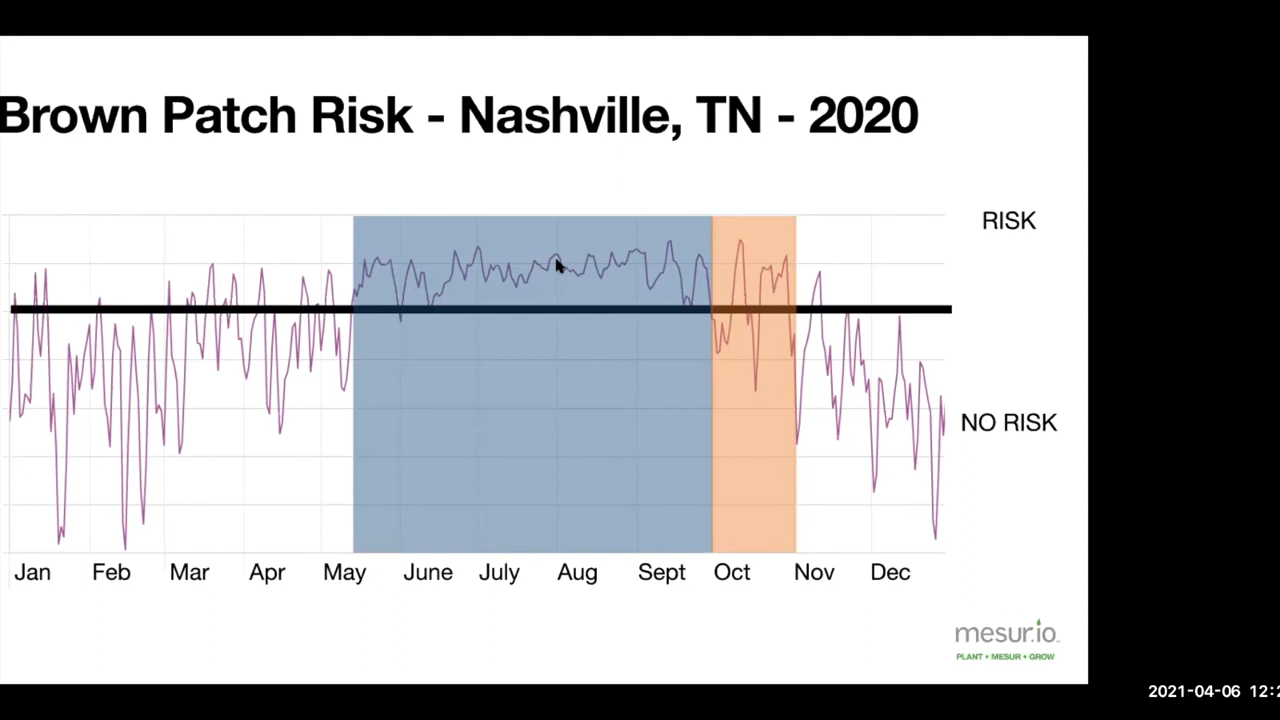 Brown Patch Risk - Nashville, TN - 2020
RISK
NO RISK
Jan Feb Mar Apr May June July Aug Sept Oct Nov Dec
mesur.io
PLANT • MESUR • GROW
2021-04-06 12:2